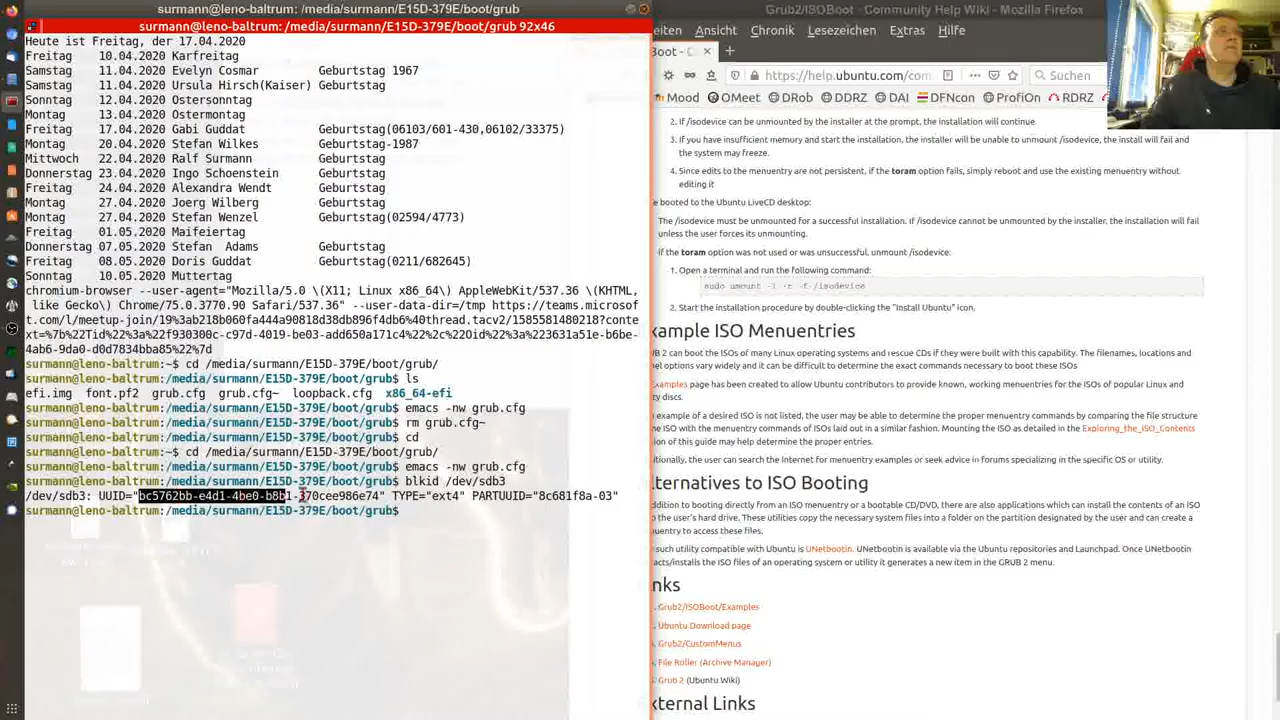 surmann@leno-baltrum: /media/surmann/E15D-379E/boot/grub
surmann@leno-baltrum: /media/surmann/E15D-379E/boot/grub 92x46
Heute ist Freitag, der 17.04.2020
Freitag    10.04.2020 Karfreitag
Samstag    11.04.2020 Evelyn Cosmar         Geburtstag 1967
Samstag    11.04.2020 Ursula Hirsch(Kaiser) Geburtstag
Sonntag    12.04.2020 Ostersonntag
Montag     13.04.2020 Ostermontag
Freitag    17.04.2020 Gabi Guddat           Geburtstag(06103/601-430,06102/33375)
Montag     20.04.2020 Stefan Wilkes         Geburtstag-1987
Mittwoch   22.04.2020 Ralf Surmann          Geburtstag
Donnerstag 23.04.2020 Ingo Schoenstein      Geburtstag
Freitag    24.04.2020 Alexandra Wendt       Geburtstag
Montag     27.04.2020 Joerg Wilberg         Geburtstag
Montag     27.04.2020 Stefan Wenzel         Geburtstag(02594/4773)
Freitag    01.05.2020 Maifeiertag
Donnerstag 07.05.2020 Stefan  Adams         Geburtstag
Freitag    08.05.2020 Doris Guddat          Geburtstag(0211/682645)
Sonntag    10.05.2020 Muttertag
chromium-browser --user-agent="Mozilla/5.0 \(X11; Linux x86_64\) AppleWebKit/537.36 \(KHTML,
like Gecko\) Chrome/75.0.3770.90 Safari/537.36" --user-data-dir=/tmp https://teams.microsof
t.com/l/meetup-join/19%3ab218b060fa444a90818d38db896f4db6%40thread.tacv2/1585581480218?conte
xt=%7b%22Tid%22%3a%22f930300c-c97d-4019-be03-add650a171c4%22%2c%22Oid%22%3a%223631a51e-b6be-
4ab6-9da0-d0d7834bba85%22%7d
surmann@leno-baltrum:~$ cd /media/surmann/E15D-379E/boot/grub/
surmann@leno-baltrum:/media/surmann/E15D-379E/boot/grub$ ls
efi.img  font.pf2  grub.cfg  grub.cfg~  loopback.cfg  x86_64-efi
surmann@leno-baltrum:/media/surmann/E15D-379E/boot/grub$ emacs -nw grub.cfg
surmann@leno-baltrum:/media/surmann/E15D-379E/boot/grub$ rm grub.cfg~
surmann@leno-baltrum:/media/surmann/E15D-379E/boot/grub$ cd
surmann@leno-baltrum:~$ cd /media/surmann/E15D-379E/boot/grub/
surmann@leno-baltrum:/media/surmann/E15D-379E/boot/grub$ emacs -nw grub.cfg
surmann@leno-baltrum:/media/surmann/E15D-379E/boot/grub$ blkid /dev/sdb3
/dev/sdb3: UUID="bc5762bb-e4d1-4be0-b8b1-370cee986e74" TYPE="ext4" PARTUUID="8c681f8a-03"
surmann@leno-baltrum:/media/surmann/E15D-379E/boot/grub$
Grub2/ISOBoot - Community Help Wiki - Mozilla Firefox
eiten Ansicht Chronik Lesezeichen Extras Hilfe
Boot - C
https://help.ubuntu.com/com
Suchen
Mood OMeet DRob DDRZ DAI DFNcon ProfiOn RDRZ
2. If /isodevice can be unmounted by the installer at the prompt, the installation will continue.
3. If you have insufficient memory and start the installation, the installer will be unable to unmount /isodevice, the install will fail and
the system may freeze.
4. Since edits to the menuentry are not persistent, if the toram option fails, simply reboot and use the existing menuentry without
editing it
e booted to the Ubuntu LiveCD desktop:
The /isodevice must be unmounted for a successful installation. If /isodevice cannot be unmounted by the installer, the installation will fail
unless the user forces its unmounting.
If the toram option was not used or was unsuccessful, unmount /isodevice:
1. Open a terminal and run the following command:
sudo umount -l -r -f /isodevice
2. Start the installation procedure by double-clicking the "Install Ubuntu" icon.
xample ISO Menuentries
UB 2 can boot the ISOs of many Linux operating systems and rescue CDs if they were built with this capability. The filenames, locations and
el options vary widely and it can be difficult to determine the exact commands necessary to boot these ISOs
Examples page has been created to allow Ubuntu contributors to provide known, working menuentries for the ISOs of popular Linux and
y discs.
example of a desired ISO is not listed, the user may be able to determine the proper menuentry commands by comparing the file structure
he ISO with the menuentry commands of ISOs laid out in a similar fashion. Mounting the ISO as detailed in the Exploring_the_ISO_Contents
ion of this guide may help determine the proper entries.
itionally, the user can search the Internet for menuentry examples or seek advice in forums specializing in the specific OS or utility.
lternatives to ISO Booting
ddition to booting directly from an ISO menuentry or a bootable CD/DVD, there are also applications which can install the contents of an ISO
o the user's hard drive. These utilities copy the necessary system files into a folder on the partition designated by the user and can create a
nuentry to access these files.
such utility compatible with Ubuntu is UNetbootin. UNetbootin is available via the Ubuntu repositories and Launchpad. Once UNetbootin
racts/installs the ISO files of an operating system or utility it generates a new item in the GRUB 2 menu.
inks
Grub2/ISOBoot/Examples
Ubuntu Download page
Grub2/CustomMenus
File Roller (Archive Manager)
Grub 2 (Ubuntu Wiki)
xternal Links